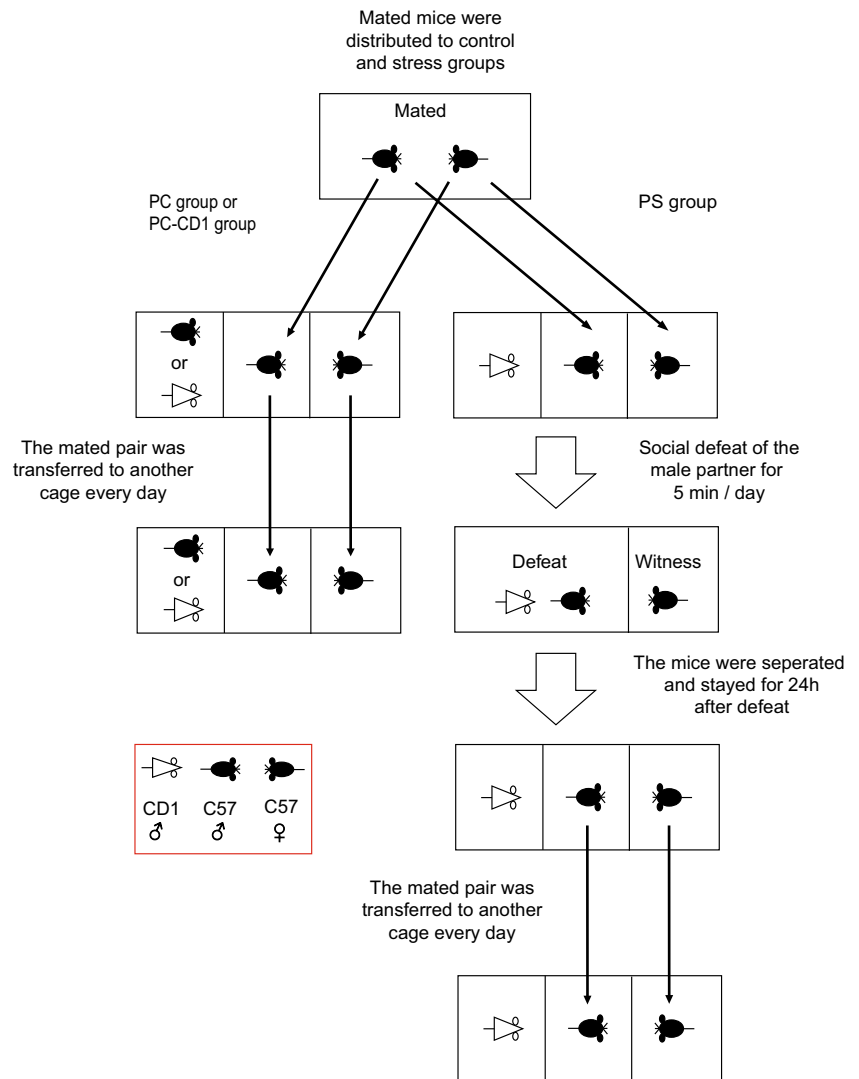 Mated mice were
distributed to control
and stress groups
Mated
PC group or
PC-CD1 group
PS group
or
The mated pair was
transferred to another
cage every day
Social defeat of the
male partner for
5 min / day
or
Defeat
Witness
The mice were seperated
and stayed for 24h
after defeat
CD1 C57 C57
♂ ♂ ♀
The mated pair was
transferred to another
cage every day